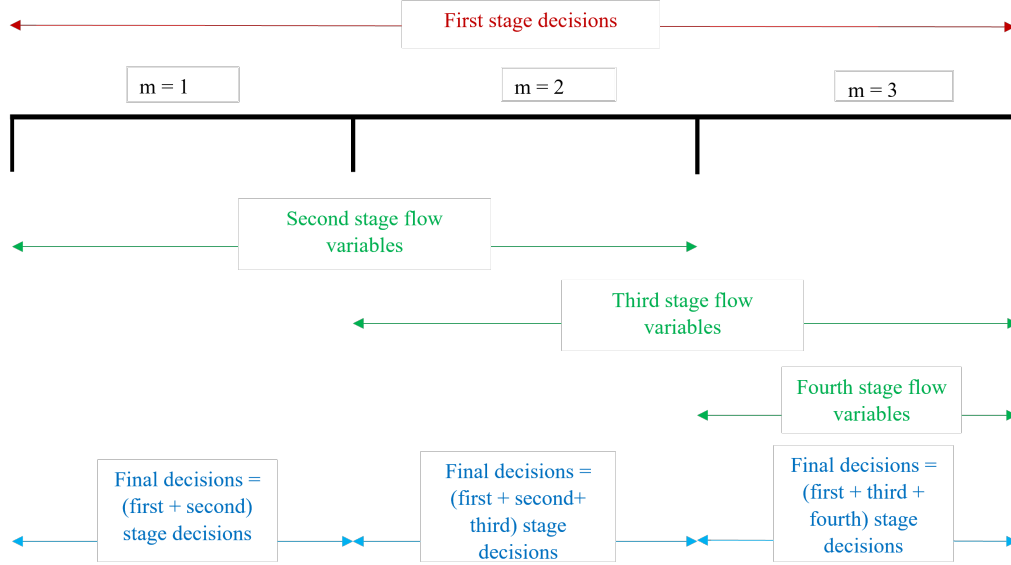 First stage decisions
m = 1
m = 2
m = 3
Second stage flow
variables
Third stage flow
variables
Fourth stage flow
variables
Final decisions =
(first + second)
stage decisions
Final decisions =
(first + second+
third) stage
decisions
Final decisions =
(first + third +
fourth) stage
decisions